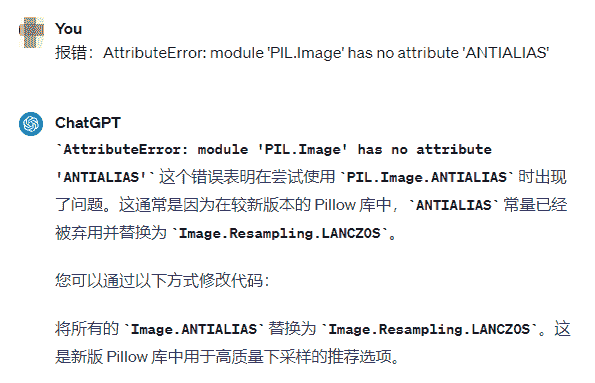 You
报错：AttributeError: module 'PIL.Image' has no attribute 'ANTIALIAS'
ChatGPT
`AttributeError: module 'PIL.Image' has no attribute
'ANTIALIAS'` 这个错误表明在尝试使用 `PIL.Image.ANTIALIAS` 时出现
了问题。这通常是因为在较新版本的 Pillow 库中，`ANTIALIAS` 常量已经
被弃用并替换为 `Image.Resampling.LANCZOS`。
您可以通过以下方式修改代码：
将所有的 `Image.ANTIALIAS` 替换为 `Image.Resampling.LANCZOS`。这
是新版 Pillow 库中用于高质量下采样的推荐选项。